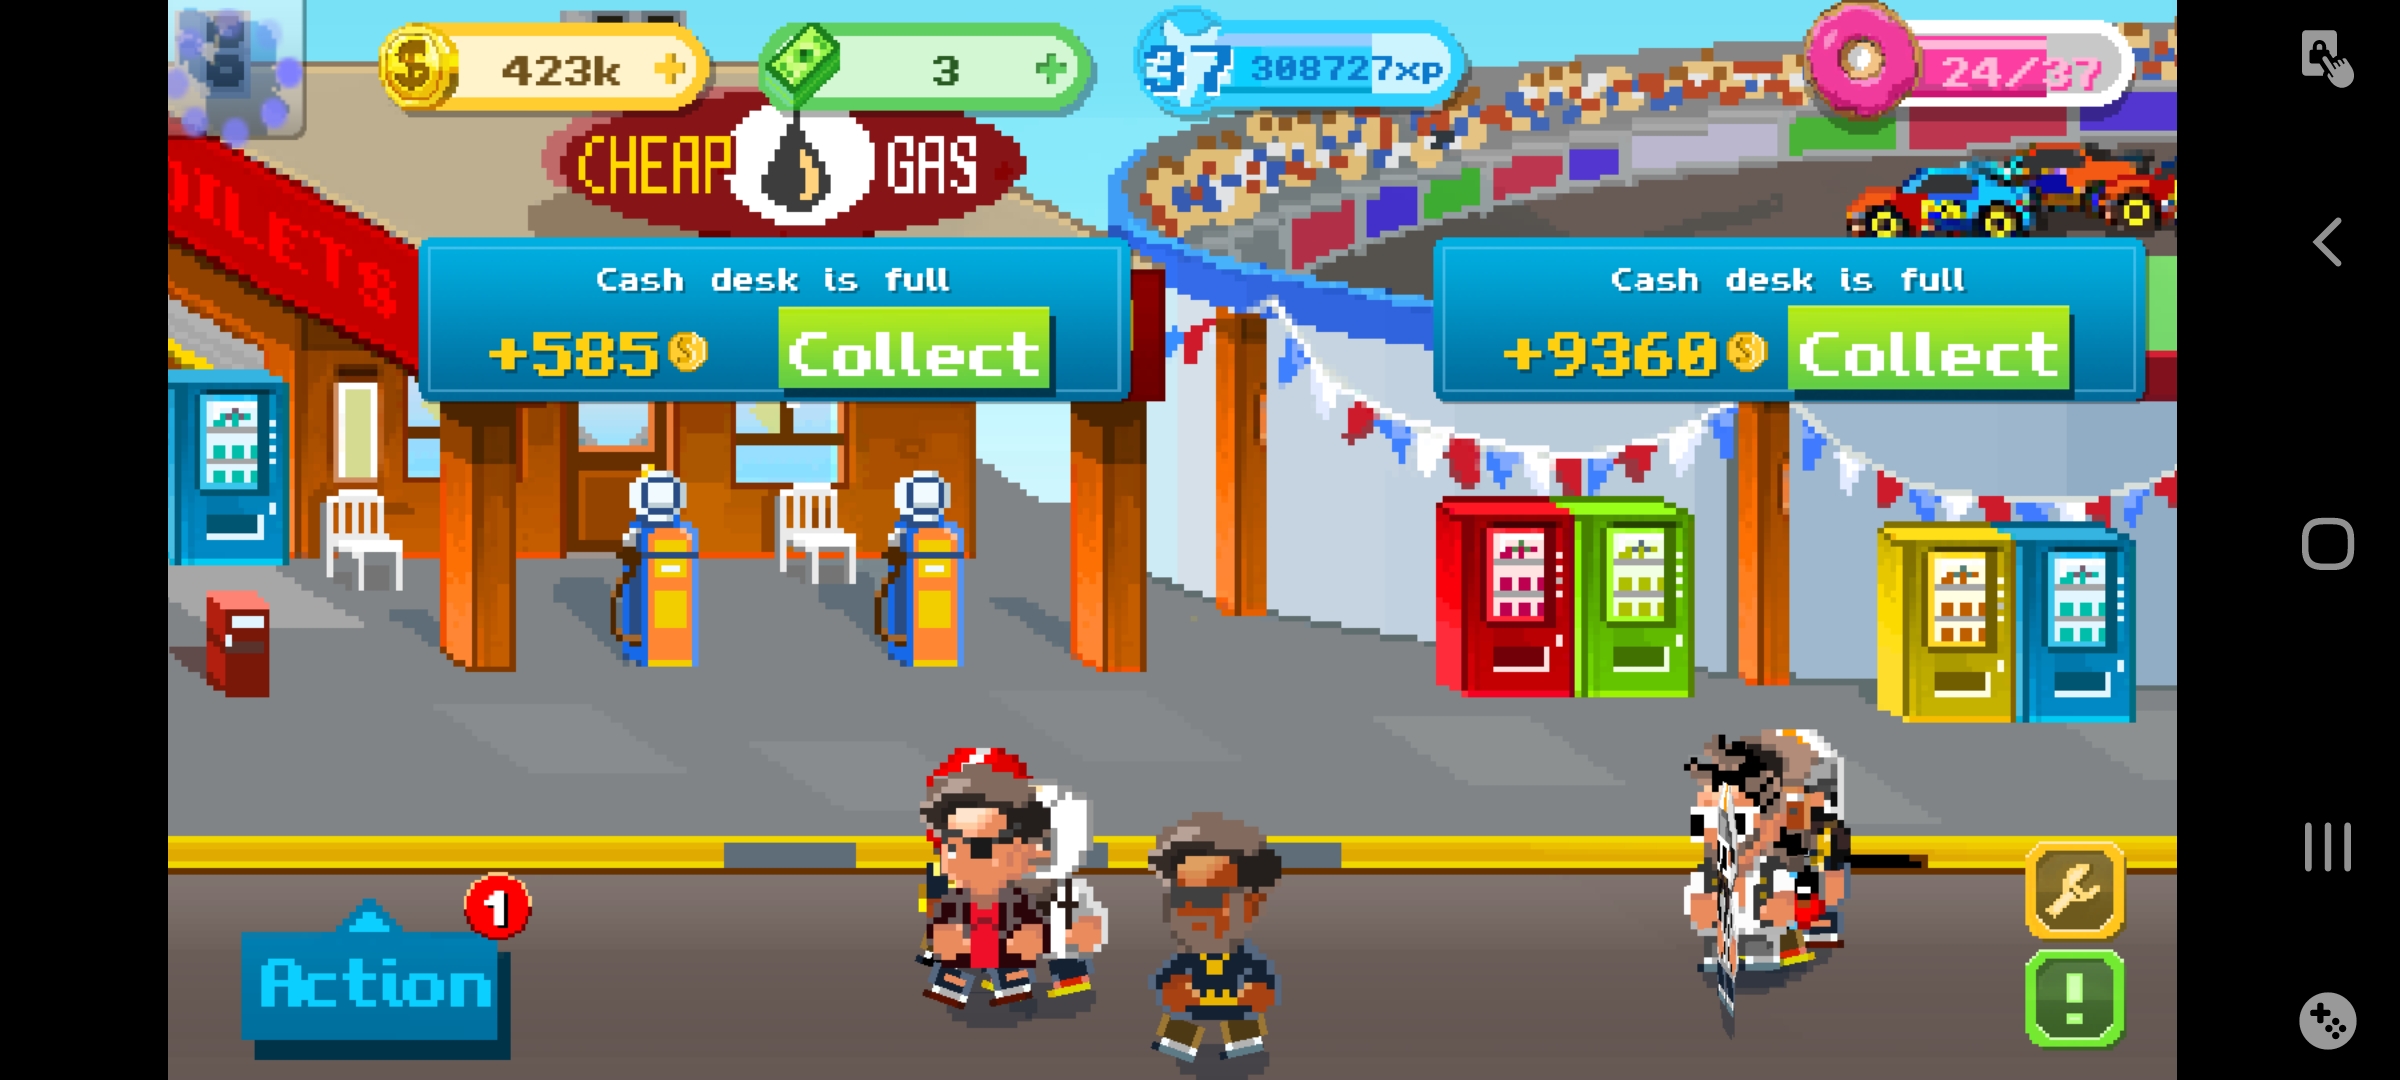 423k
3
37
308727xp
24/37
CHEAP GAS
ILETS
Cash desk is full
+585
Collect
Cash desk is full
+9360
Collect
1
Action